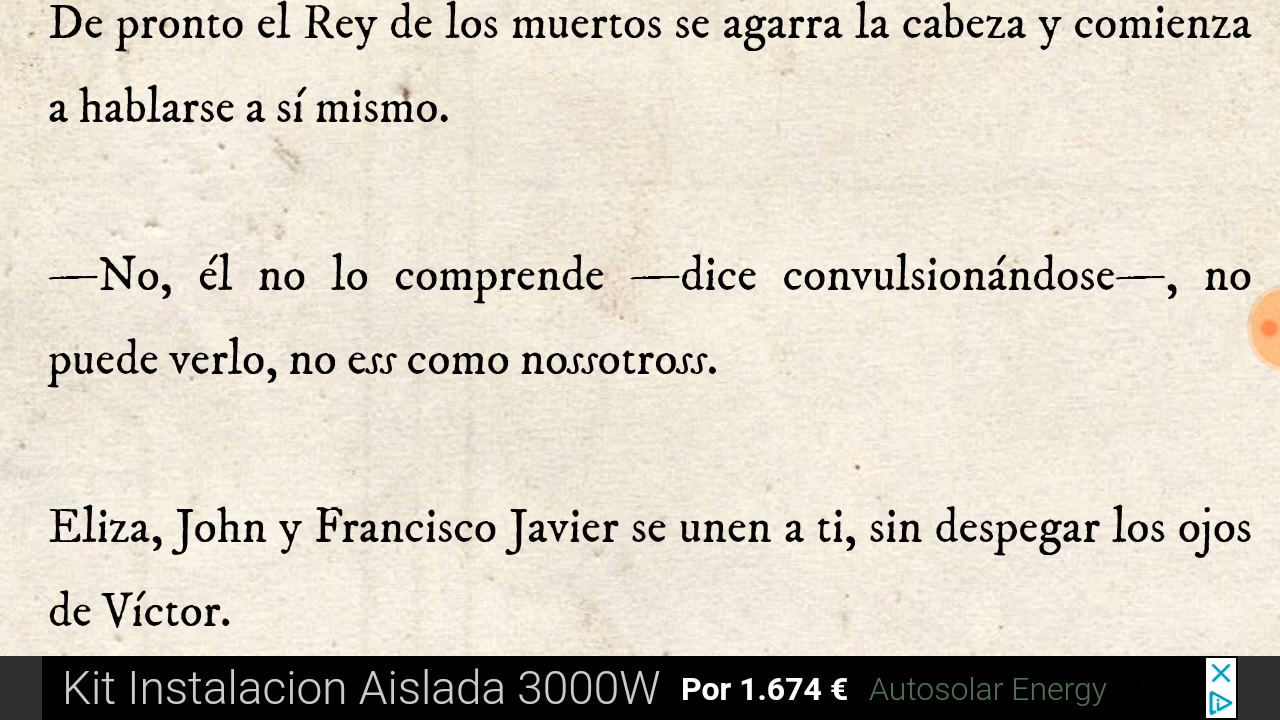 De pronto el Rey de los muertos se agarra la cabeza y comienza
a hablarse a sí mismo.
—No, él no lo comprende —dice convulsionándose—, no
puede verlo, no ess como nossotross.
Eliza, John y Francisco Javier se unen a ti, sin despegar los ojos
de Víctor.
Kit Instalacion Aislada 3000W Por 1.674 € Autosolar Energy